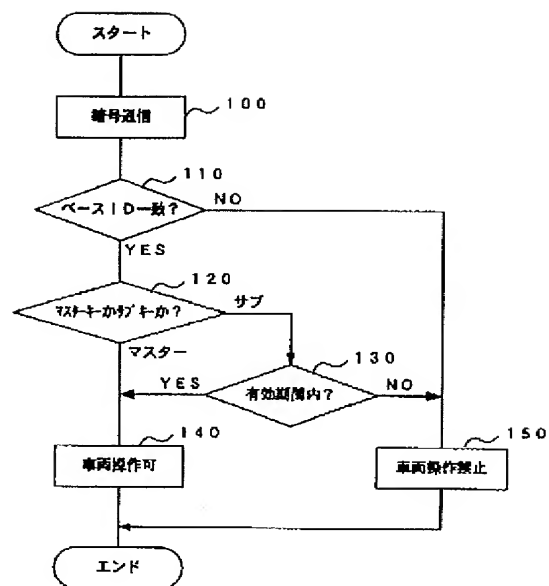 スタート
暗号通信
100
110
ベースID一致?
NO
YES
120
マスターキーかサブキーか?
サブ
マスター
130
有効期間内?
YES
NO
140
車両操作可
150
車両操作禁止
エンド